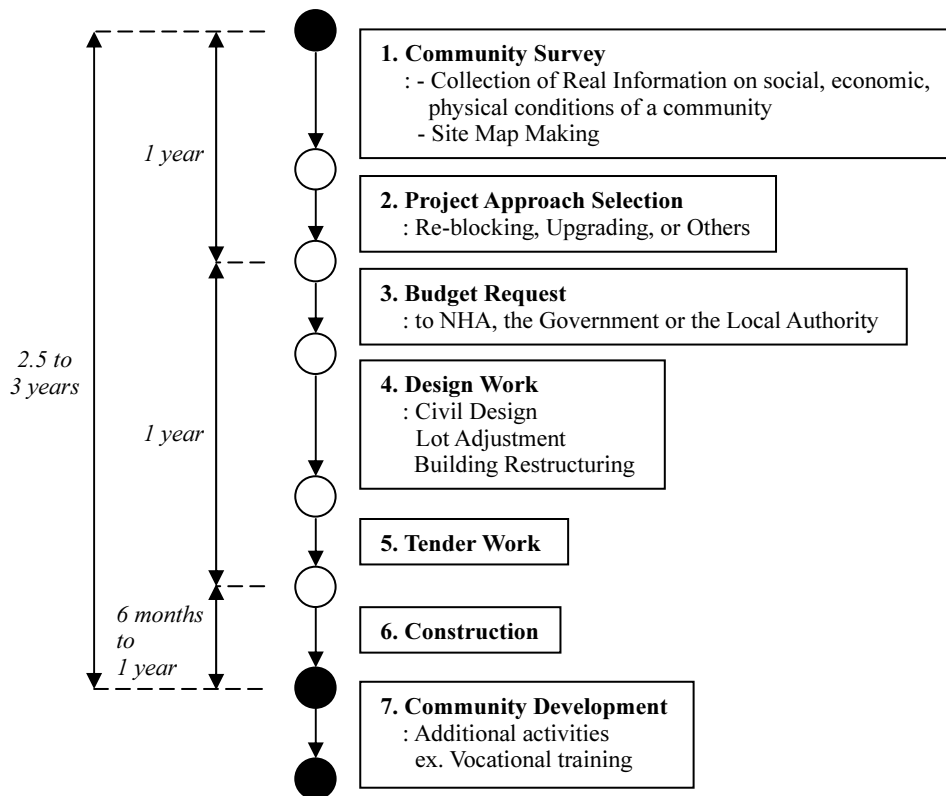 1. Community Survey
: - Collection of Real Information on social, economic,
physical conditions of a community
- Site Map Making
1 year
2. Project Approach Selection
: Re-blocking, Upgrading, or Others
3. Budget Request
: to NHA, the Government or the Local Authority
2.5 to
3 years
4. Design Work
: Civil Design
Lot Adjustment
Building Restructuring
1 year
5. Tender Work
6 months
to
1 year
6. Construction
7. Community Development
: Additional activities
ex. Vocational training